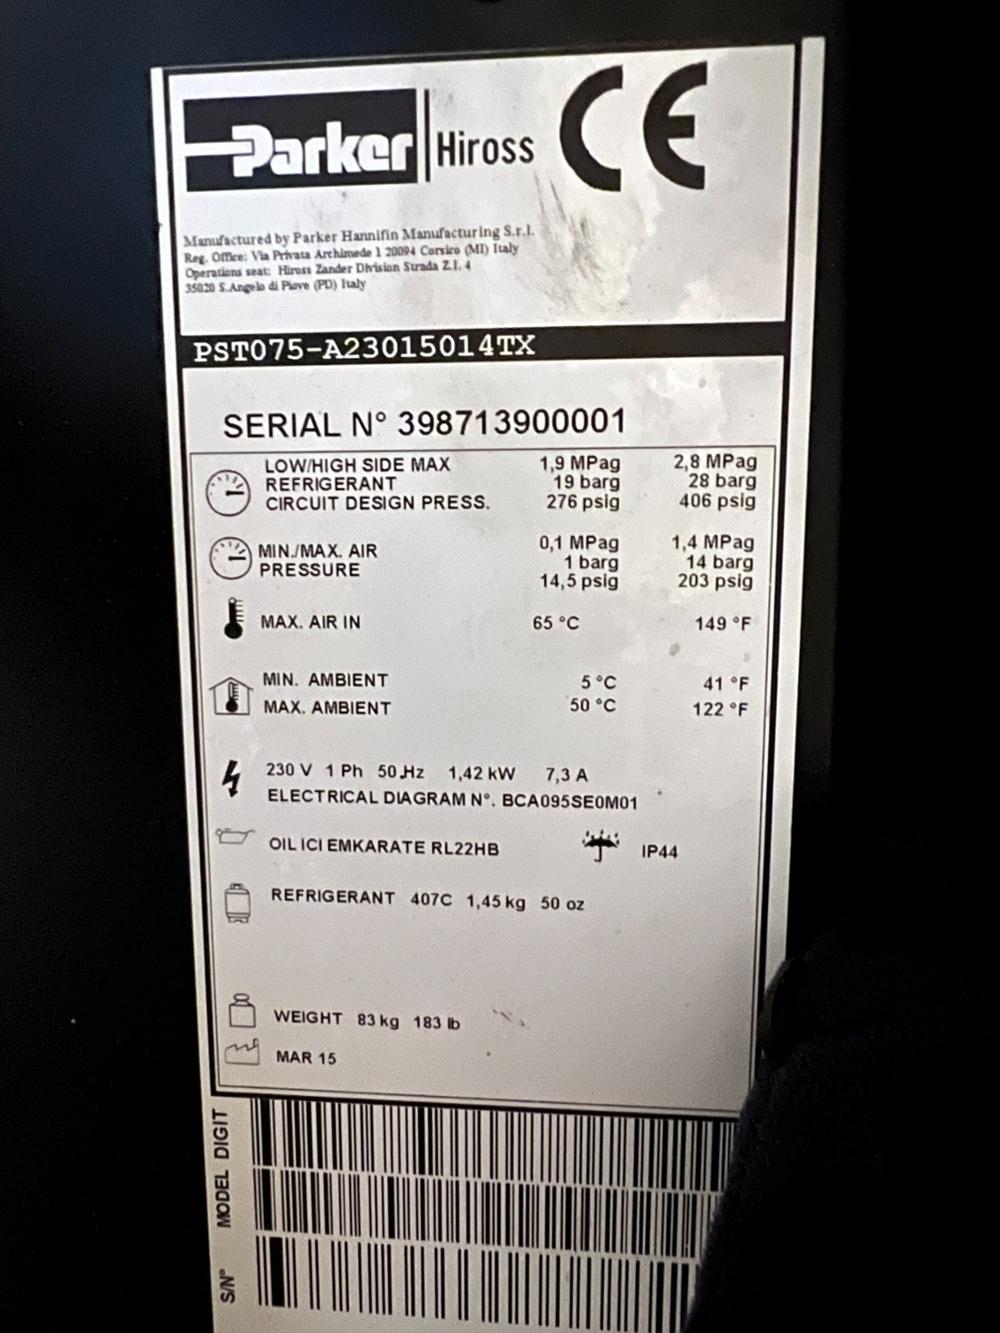 Parker Hiross CE
Manufactured by Parker Hannifin Manufacturing S.r.l.
Reg. Office: Via Privata Archimede 1 20094 Corsico (MI) Italy
Operations seat: Hiross Zander Division Strada Z.I. 4
35020 S.Angelo di Piove (PD) Italy
PST075-A23015014TX
SERIAL N° 398713900001
LOW/HIGH SIDE MAX 1,9 MPag 2,8 MPag
REFRIGERANT 19 barg 28 barg
CIRCUIT DESIGN PRESS. 276 psig 406 psig
MIN./MAX. AIR 0,1 MPag 1,4 MPag
PRESSURE 1 barg 14 barg
14,5 psig 203 psig
MAX. AIR IN 65 °C 149 °F
MIN. AMBIENT 5 °C 41 °F
MAX. AMBIENT 50 °C 122 °F
230 V 1 Ph 50 Hz 1,42 kW 7,3 A
ELECTRICAL DIAGRAM N°. BCA095SE0M01
OIL ICI EMKARATE RL22HB IP44
REFRIGERANT 407C 1,45 kg 50 oz
WEIGHT 83 kg 183 lb
MAR 15
MODEL DIGIT
S/N°